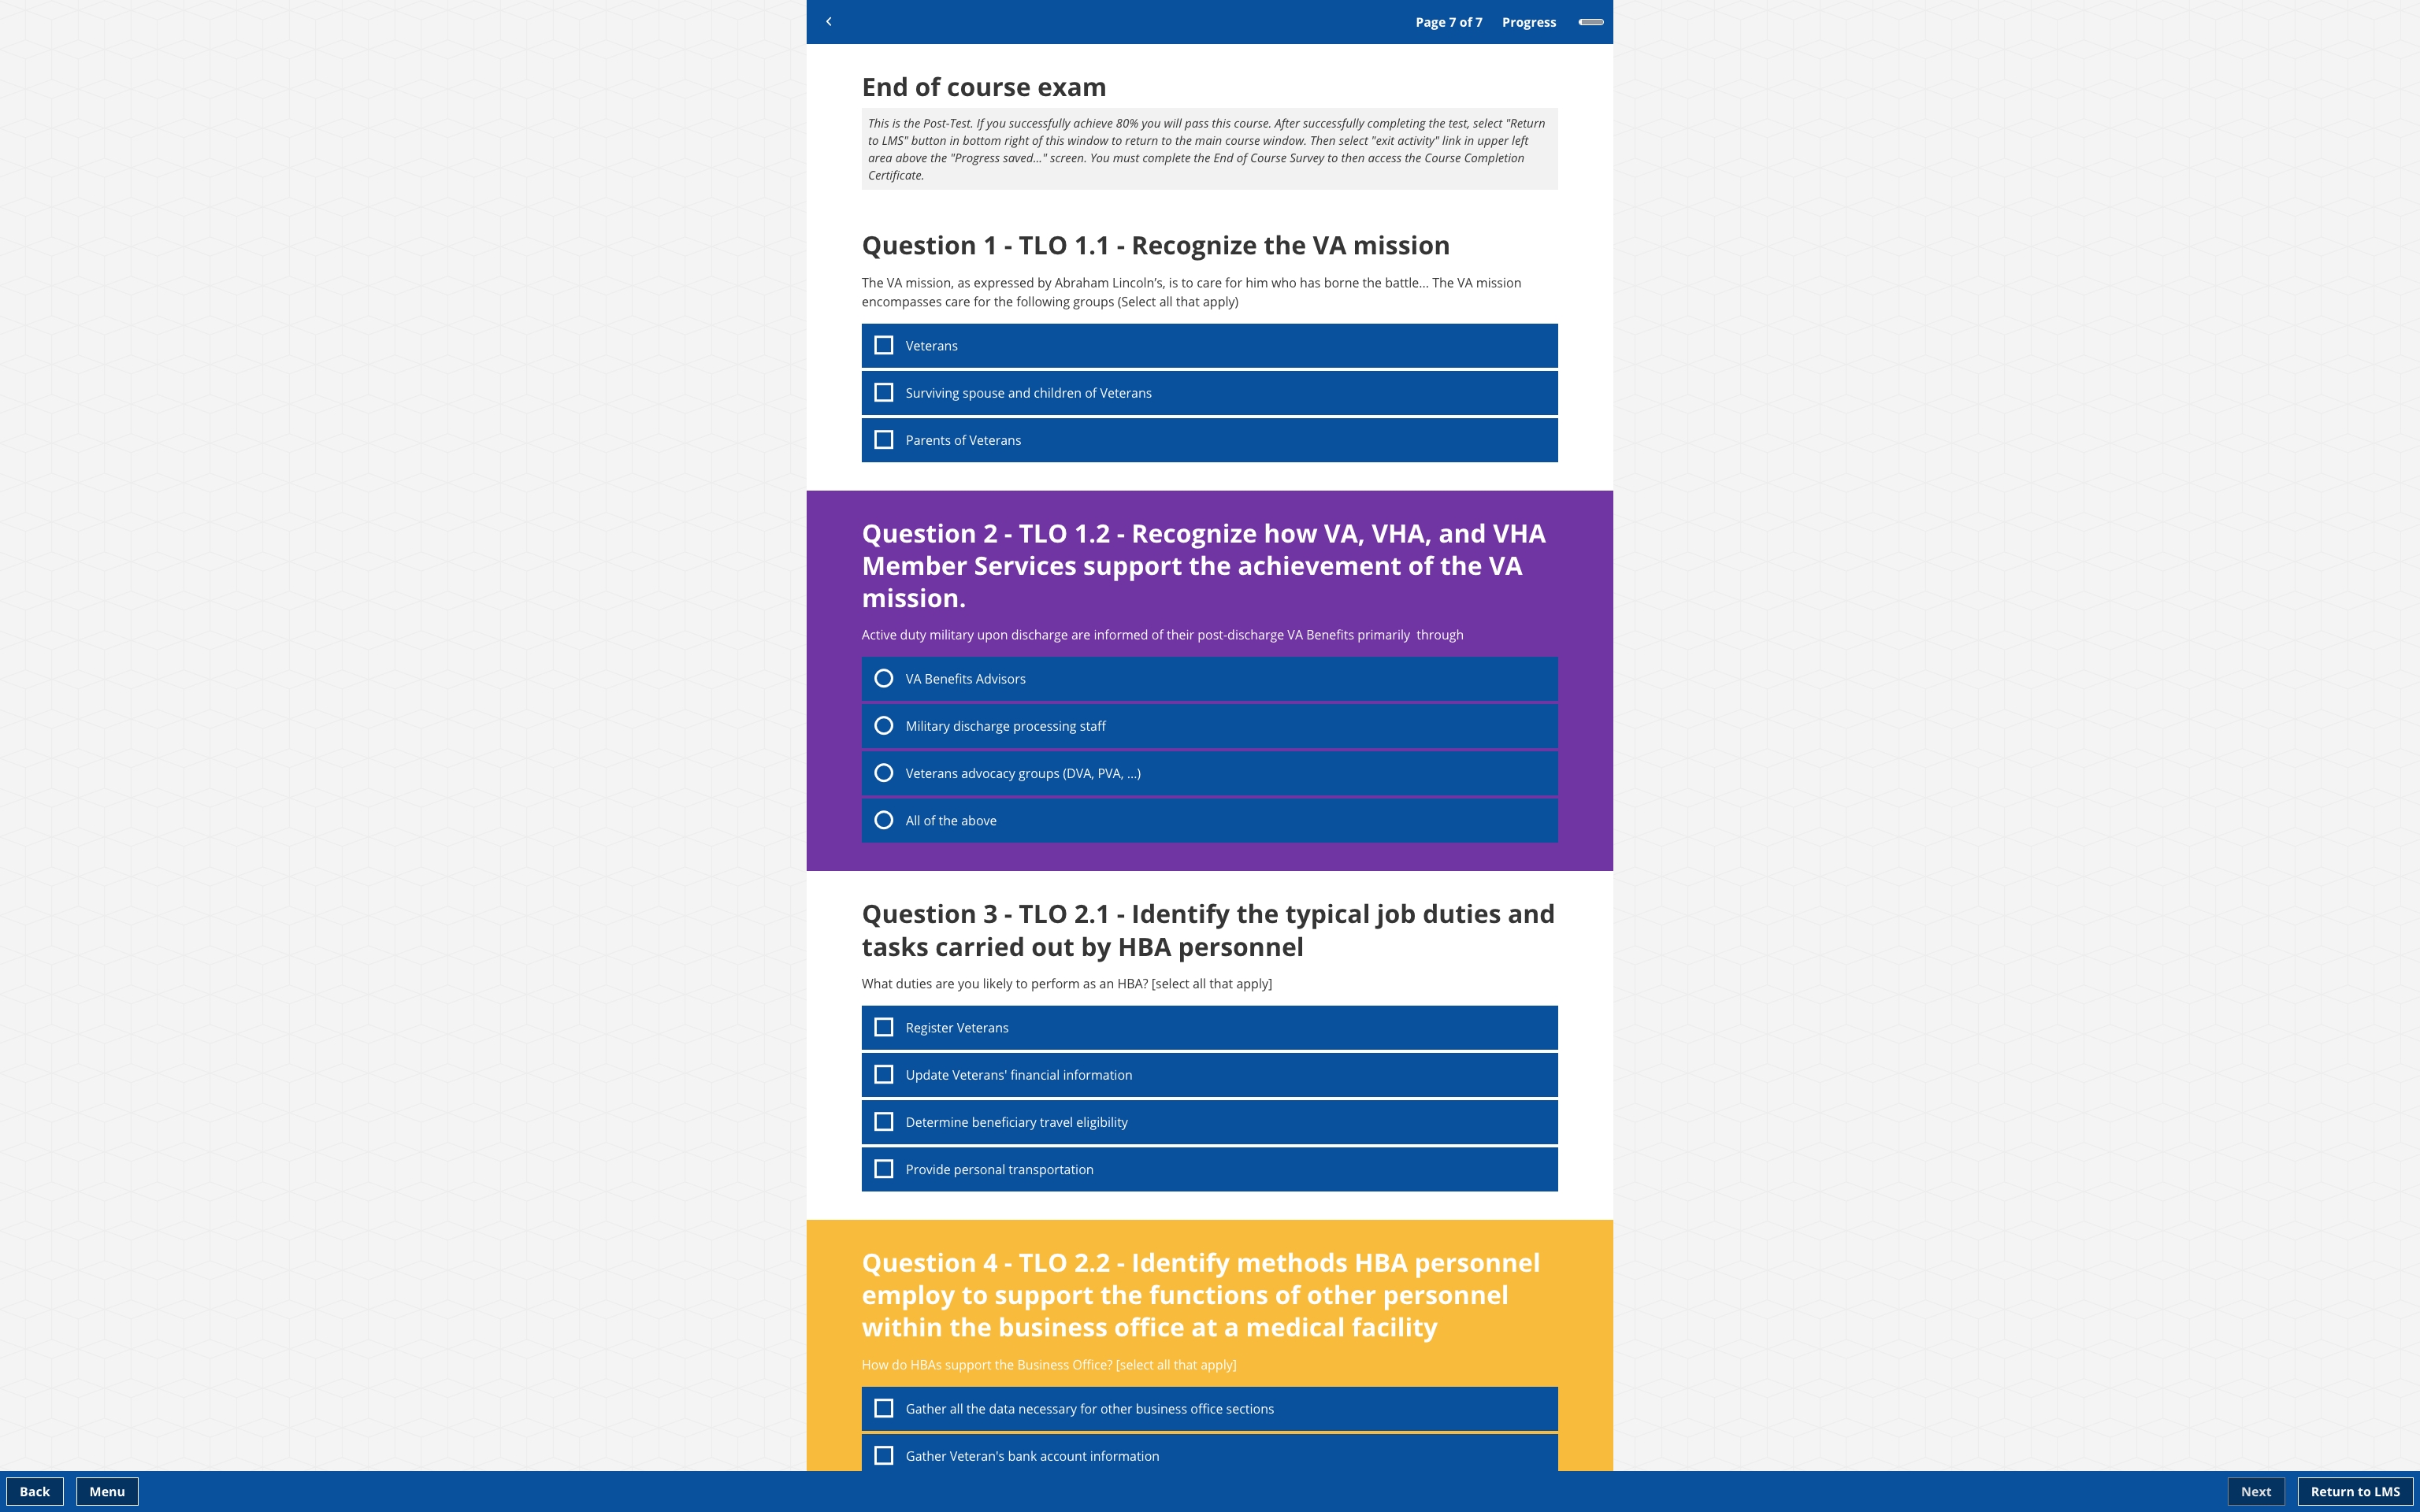 Page 7 of 7 Progress
End of course exam
This is the Post-Test. If you successfully achieve 80% you will pass this course. After successfully completing the test, select "Return
to LMS" button in bottom right of this window to return to the main course window. Then select "exit activity" link in upper left
area above the "Progress saved..." screen. You must complete the End of Course Survey to then access the Course Completion
Certificate.
Question 1 - TLO 1.1 - Recognize the VA mission
The VA mission, as expressed by Abraham Lincoln’s, is to care for him who has borne the battle... The VA mission
encompasses care for the following groups (Select all that apply)
Veterans
Surviving spouse and children of Veterans
Parents of Veterans
Question 2 - TLO 1.2 - Recognize how VA, VHA, and VHA
Member Services support the achievement of the VA
mission.
Active duty military upon discharge are informed of their post-discharge VA Benefits primarily  through
VA Benefits Advisors
Military discharge processing staff
Veterans advocacy groups (DVA, PVA, ...)
All of the above
Question 3 - TLO 2.1 - Identify the typical job duties and
tasks carried out by HBA personnel
What duties are you likely to perform as an HBA? [select all that apply]
Register Veterans
Update Veterans' financial information
Determine beneficiary travel eligibility
Provide personal transportation
Question 4 - TLO 2.2 - Identify methods HBA personnel
employ to support the functions of other personnel
within the business office at a medical facility
How do HBAs support the Business Office? [select all that apply]
Gather all the data necessary for other business office sections
Gather Veteran's bank account information
Back Menu Next Return to LMS